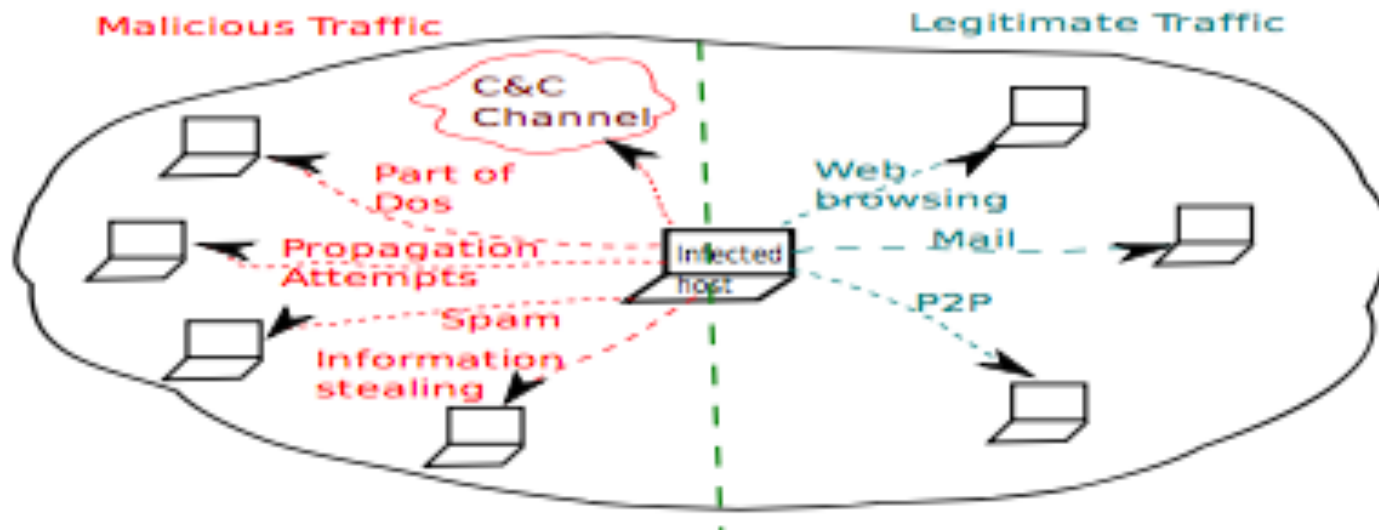 Malicious Traffic
Legitimate Traffic
C&C
Channel
Part of
Dos
Web
browsing
Propagation
Attempts
Infected
host
Mail
Spam
P2P
Information
stealing